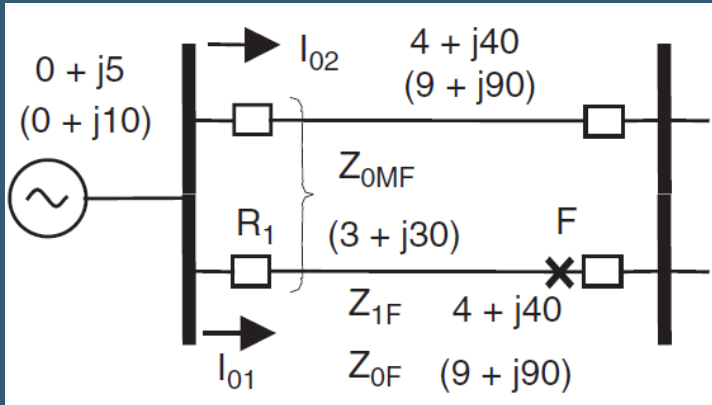 0 + j5
(0 + j10)
I02
4 + j40
(9 + j90)
Z0MF
(3 + j30)
R1
F
Z1F 4 + j40
I01
Z0F (9 + j90)